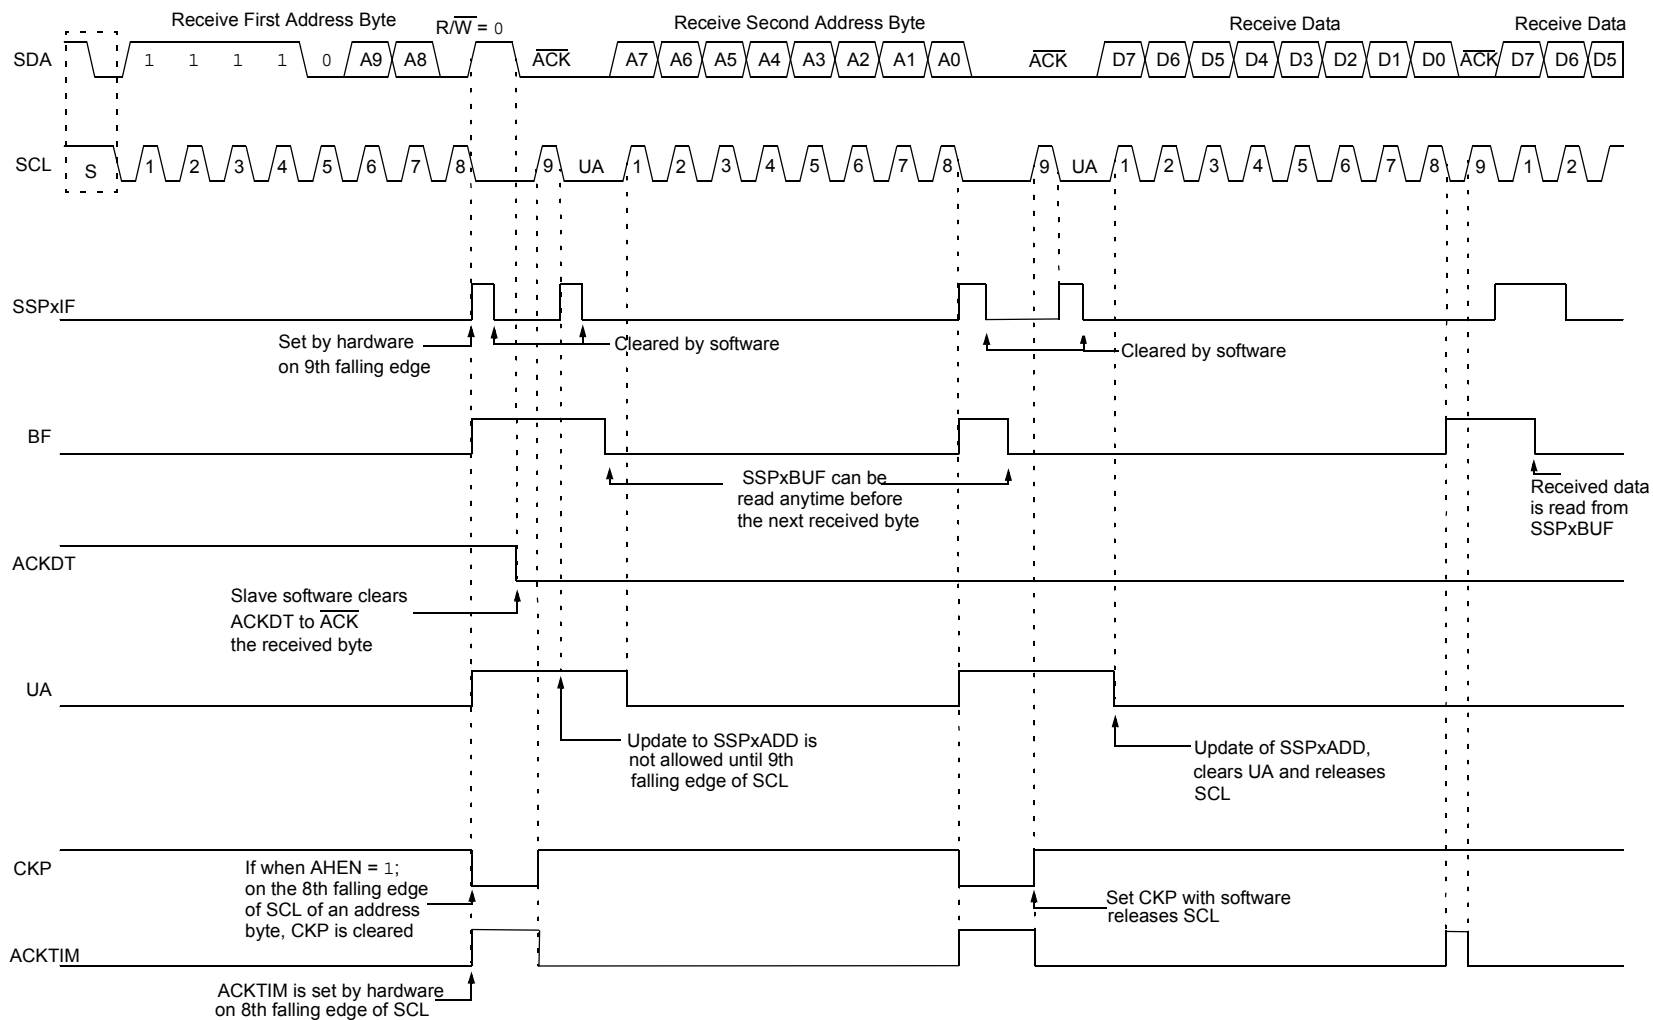 Receive First Address Byte
R/W = 0
Receive Second Address Byte
Receive Data
Receive Data
SDA
1 1 1 1 0 A9 A8
ACK
A7 A6 A5 A4 A3 A2 A1 A0
ACK
D7 D6 D5 D4 D3 D2 D1 D0
ACK
D7 D6 D5
SCL
S
1 2 3 4 5 6 7 8
9
UA
1 2 3 4 5 6 7 8
9
UA
1 2 3 4 5 6 7 8
9
1 2
SSPxIF
Set by hardware
on 9th falling edge
Cleared by software
Cleared by software
BF
SSPxBUF can be
read anytime before
the next received byte
Received data
is read from
SSPxBUF
ACKDT
Slave software clears
ACKDT to ACK
the received byte
UA
Update to SSPxADD is
not allowed until 9th
falling edge of SCL
Update of SSPxADD,
clears UA and releases
SCL
CKP
If when AHEN = 1;
on the 8th falling edge
of SCL of an address
byte, CKP is cleared
Set CKP with software
releases SCL
ACKTIM
ACKTIM is set by hardware
on 8th falling edge of SCL